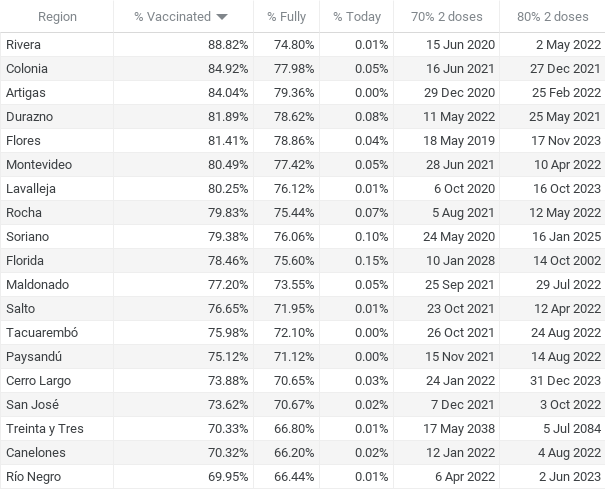 Region % Vaccinated % Fully % Today 70% 2 doses 80% 2 doses
Rivera 88.82% 74.80% 0.01% 15 Jun 2020 2 May 2022
Colonia 84.92% 77.98% 0.05% 16 Jun 2021 27 Dec 2021
Artigas 84.04% 79.36% 0.00% 29 Dec 2020 25 Feb 2022
Durazno 81.89% 78.62% 0.08% 11 May 2022 25 May 2021
Flores 81.41% 78.86% 0.04% 18 May 2019 17 Nov 2023
Montevideo 80.49% 77.42% 0.05% 28 Jun 2021 10 Apr 2022
Lavalleja 80.25% 76.12% 0.01% 6 Oct 2020 16 Oct 2023
Rocha 79.83% 75.44% 0.07% 5 Aug 2021 12 May 2022
Soriano 79.38% 76.06% 0.10% 24 May 2020 16 Jan 2025
Florida 78.46% 75.60% 0.15% 10 Jan 2028 14 Oct 2002
Maldonado 77.20% 73.55% 0.05% 25 Sep 2021 29 Jul 2022
Salto 76.65% 71.95% 0.01% 23 Oct 2021 12 Apr 2022
Tacuarembó 75.98% 72.10% 0.00% 26 Oct 2021 24 Aug 2022
Paysandú 75.12% 71.12% 0.00% 15 Nov 2021 14 Aug 2022
Cerro Largo 73.88% 70.65% 0.03% 24 Jan 2022 31 Dec 2023
San José 73.62% 70.67% 0.02% 7 Dec 2021 3 Oct 2022
Treinta y Tres 70.33% 66.80% 0.01% 17 May 2038 5 Jul 2084
Canelones 70.32% 66.20% 0.02% 12 Jan 2022 4 Aug 2022
Río Negro 69.95% 66.44% 0.01% 6 Apr 2022 2 Jun 2023